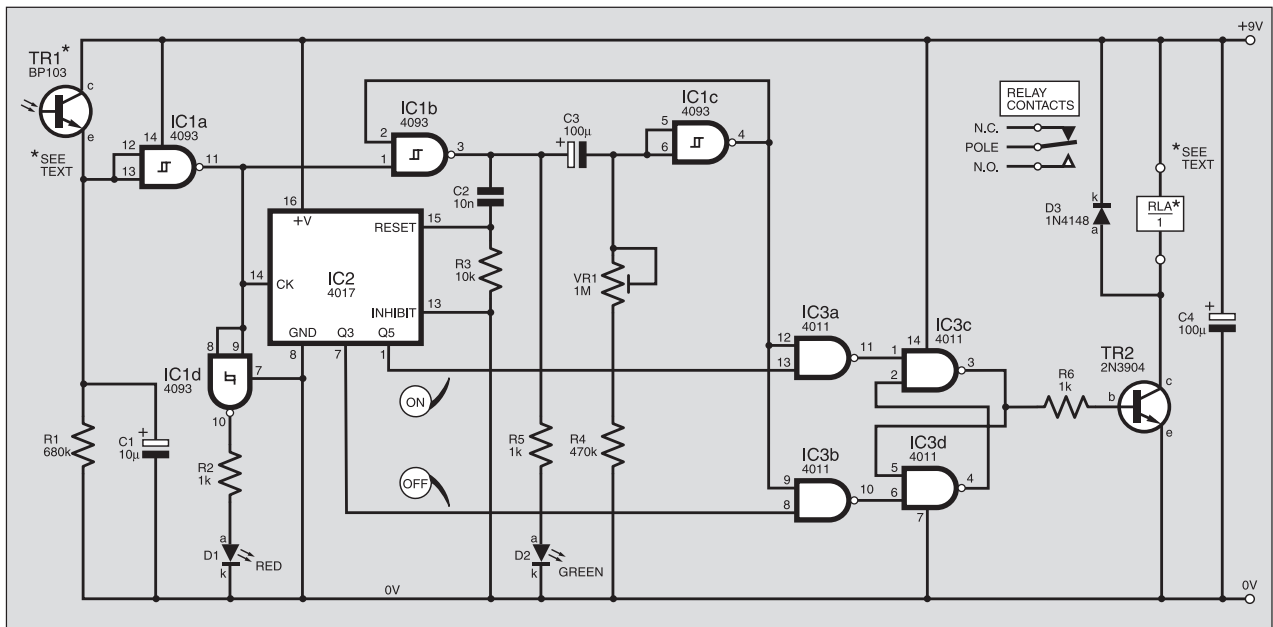 +9V
TR1*
BP103
c
e
*SEE
TEXT
IC1a
4093
12
13
14
11
IC1b
4093
2
1
3
C3
100µ
+
IC1c
4093
5
6
4
RELAY
CONTACTS
N.C.
POLE
N.O.
*SEE
TEXT
D3
1N4148
k
a
RLA*
1
C2
10n
R3
10k
VR1
1M
16
+V
RESET
15
14
CK
IC2
4017
INHIBIT
13
GND
Q3
Q5
8
7
1
8
9
IC1d
4093
7
10
IC3a
4011
12
13
11
IC3c
4011
14
1
2
3
C4
100µ
+
TR2
2N3904
c
b
e
R6
1k
ON
OFF
R1
680k
C1
10µ
+
R2
1k
R5
1k
R4
470k
IC3b
4011
9
8
10
IC3d
4011
5
6
4
7
D1
a
k
RED
D2
a
k
GREEN
0V
0V